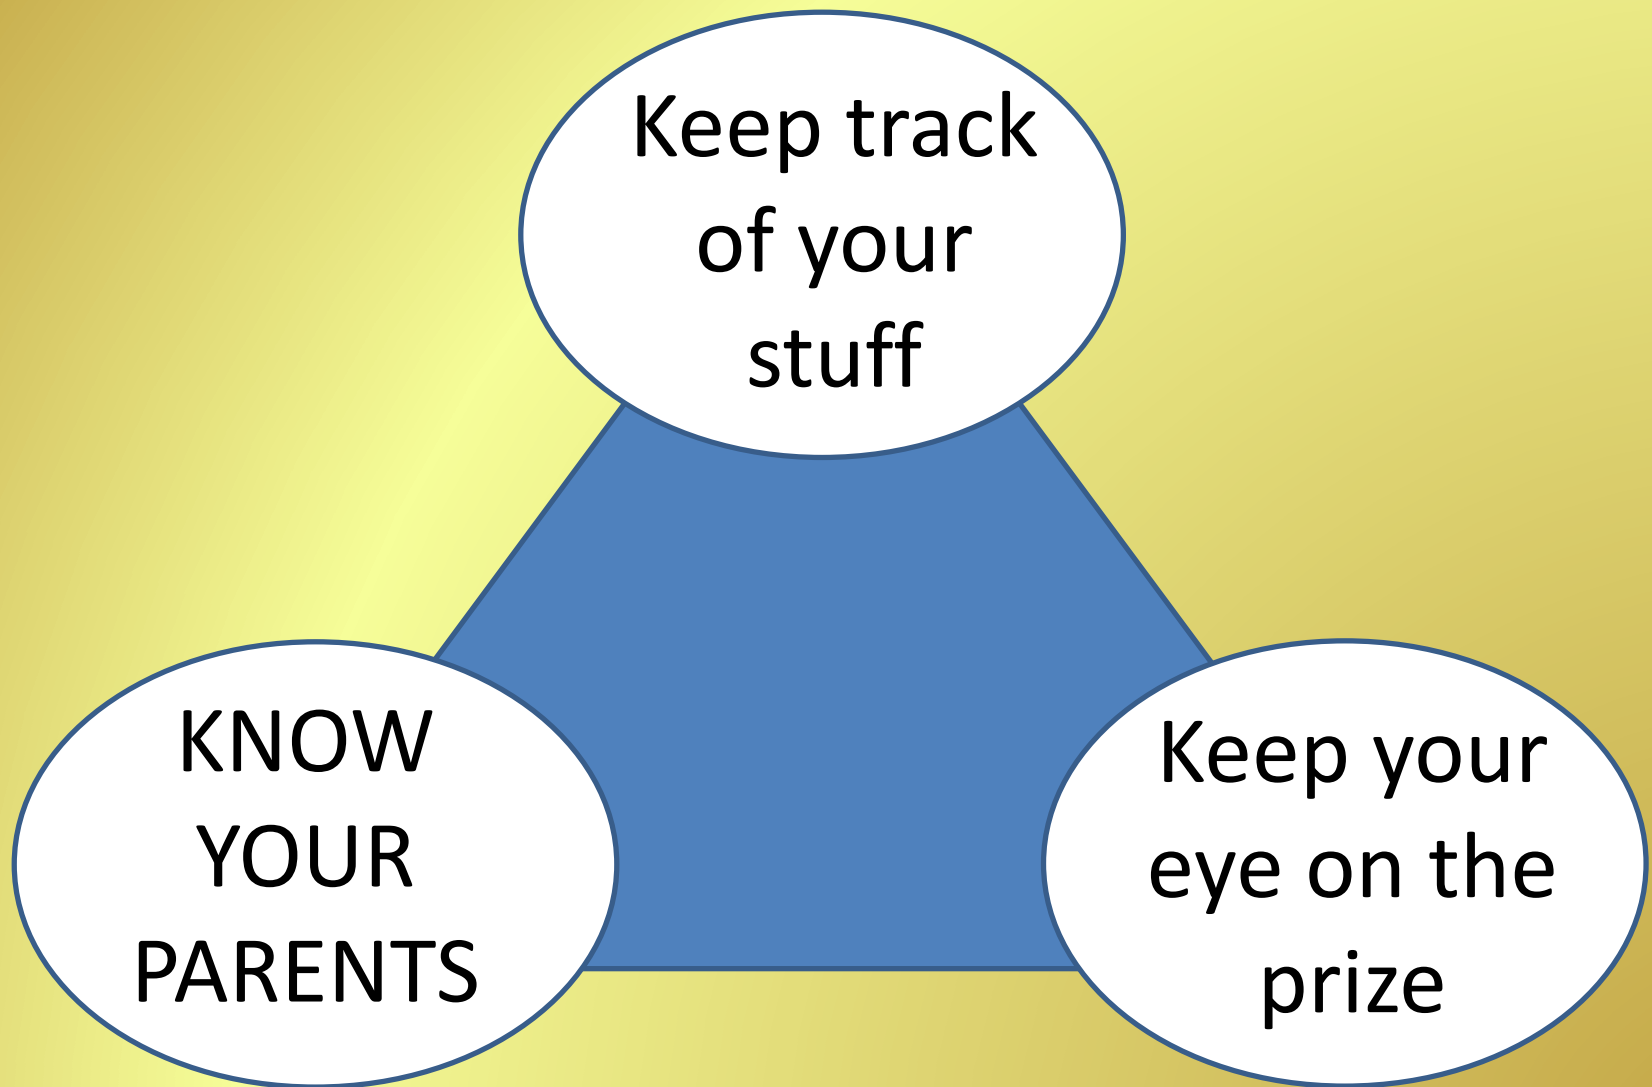 Keep track
of your
stuff
KNOW
YOUR
PARENTS
Keep your
eye on the
prize